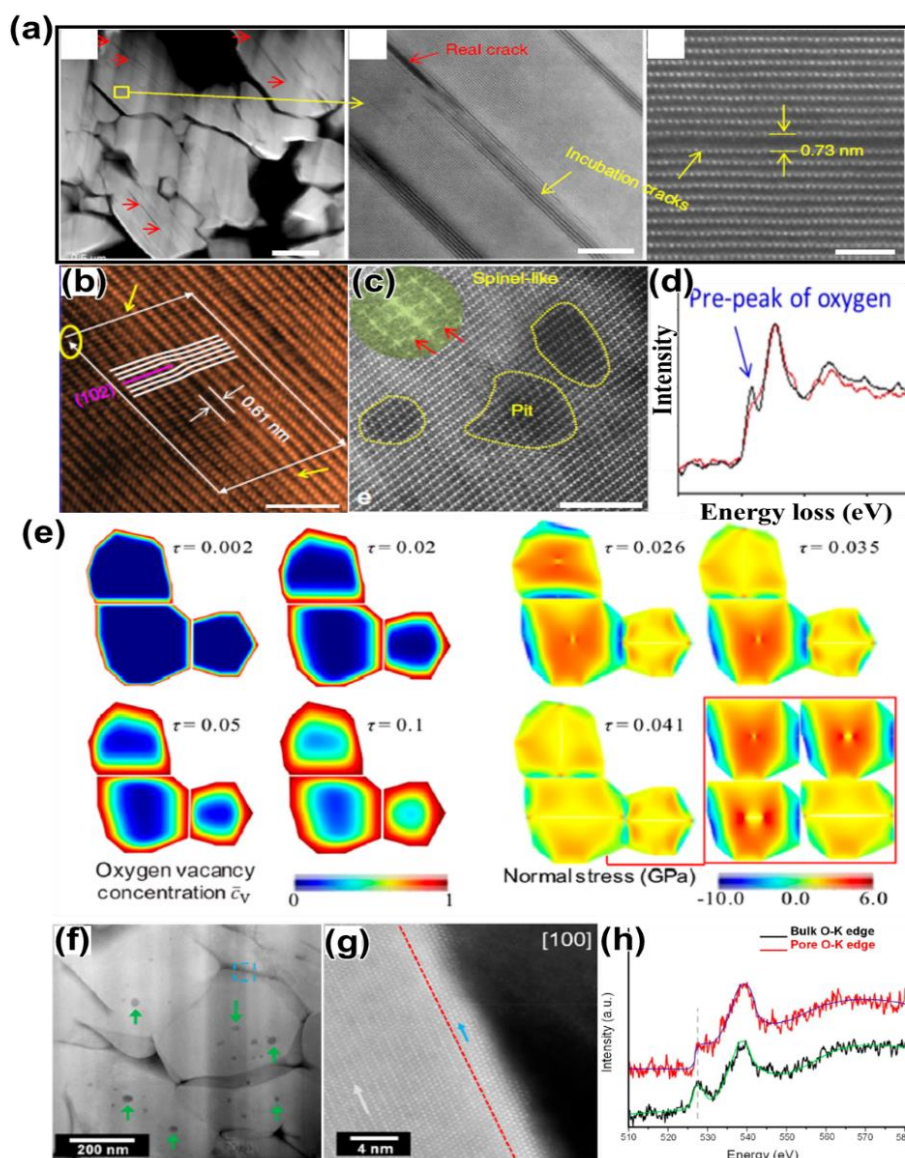 (a)
Real crack
Incubation cracks
0.73 nm
(b)
(102)
0.61 nm
(c)
Spinel-like
Pit
e
(d)
Pre-peak of oxygen
Intensity
Energy loss (eV)
(e)
τ = 0.002
τ = 0.02
τ = 0.026
τ = 0.035
τ = 0.05
τ = 0.1
τ = 0.041
Oxygen vacancy
concentration c̄V
0 1
Normal stress (GPa)
-10.0 0.0 6.0
(f)
200 nm
(g)
[100]
4 nm
(h)
Bulk O-K edge
Pore O-K edge
Intensity (a.u.)
510 520 530 540 550 560 570
Energy (eV)